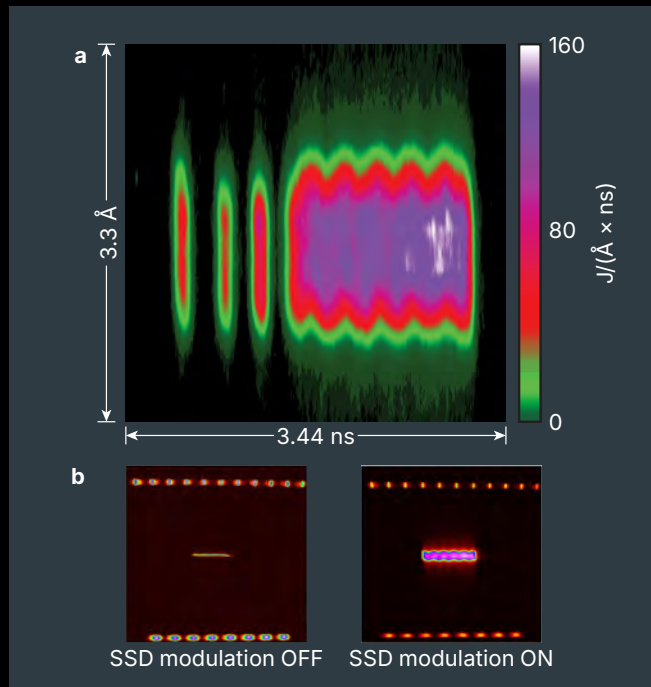 a
160
3.3 Å
80
J/(Å × ns)
0
3.44 ns
b
SSD modulation OFF
SSD modulation ON